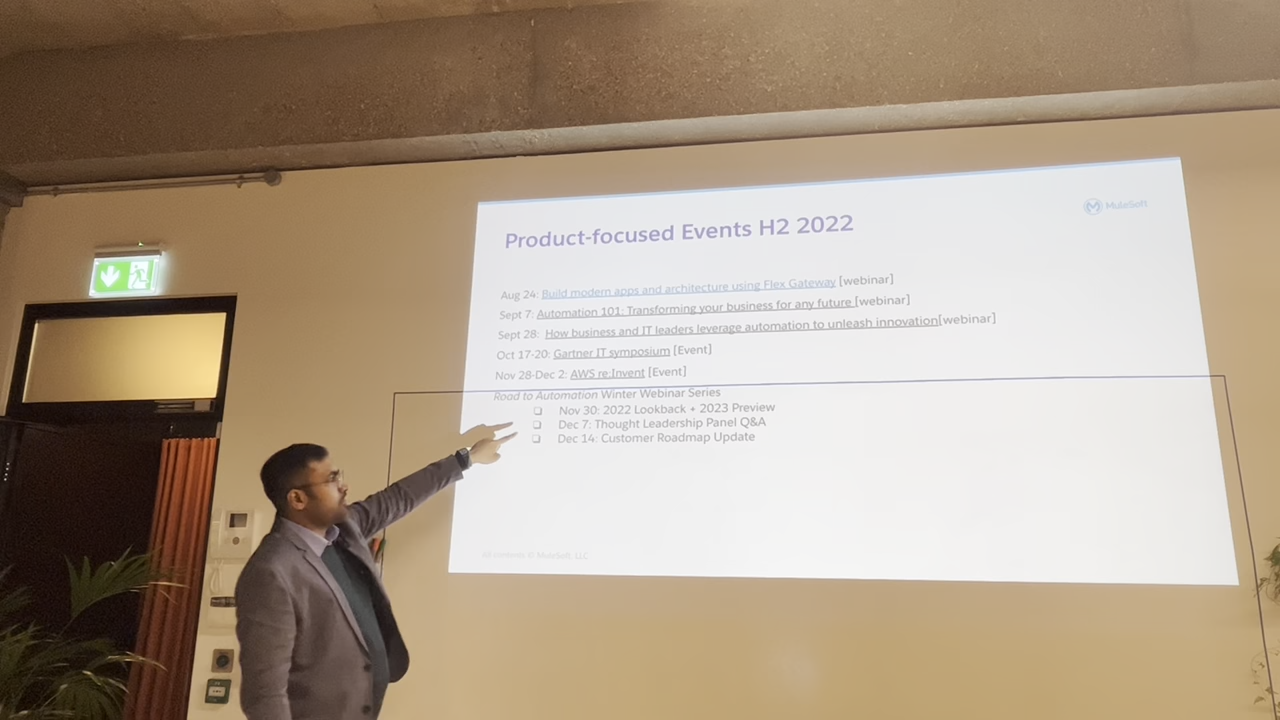 MuleSoft
Product-focused Events H2 2022
Aug 24: Build modern apps and architecture using Flex Gateway [webinar]
Sept 7: Automation 101: Transforming your business for any future [webinar]
Sept 28: How business and IT leaders leverage automation to unleash innovation[webinar]
Oct 17-20: Gartner IT symposium [Event]
Nov 28-Dec 2: AWS re:Invent [Event]
Road to Automation Winter Webinar Series
❏ Nov 30: 2022 Lookback + 2023 Preview
❏ Dec 7: Thought Leadership Panel Q&A
❏ Dec 14: Customer Roadmap Update
All contents © MuleSoft, LLC